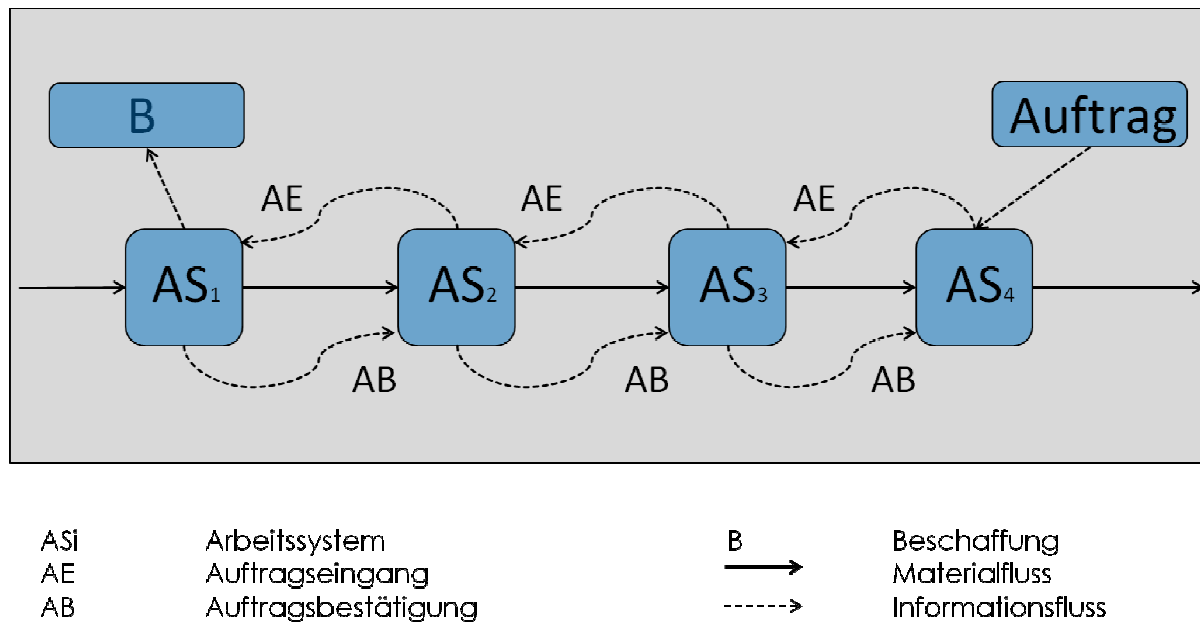 B Auftrag
AE AE AE
AS1 AS2 AS3 AS4
AB AB AB
ASi Arbeitssystem B Beschaffung
AE Auftragseingang Materialfluss
AB Auftragsbestätigung Informationsfluss